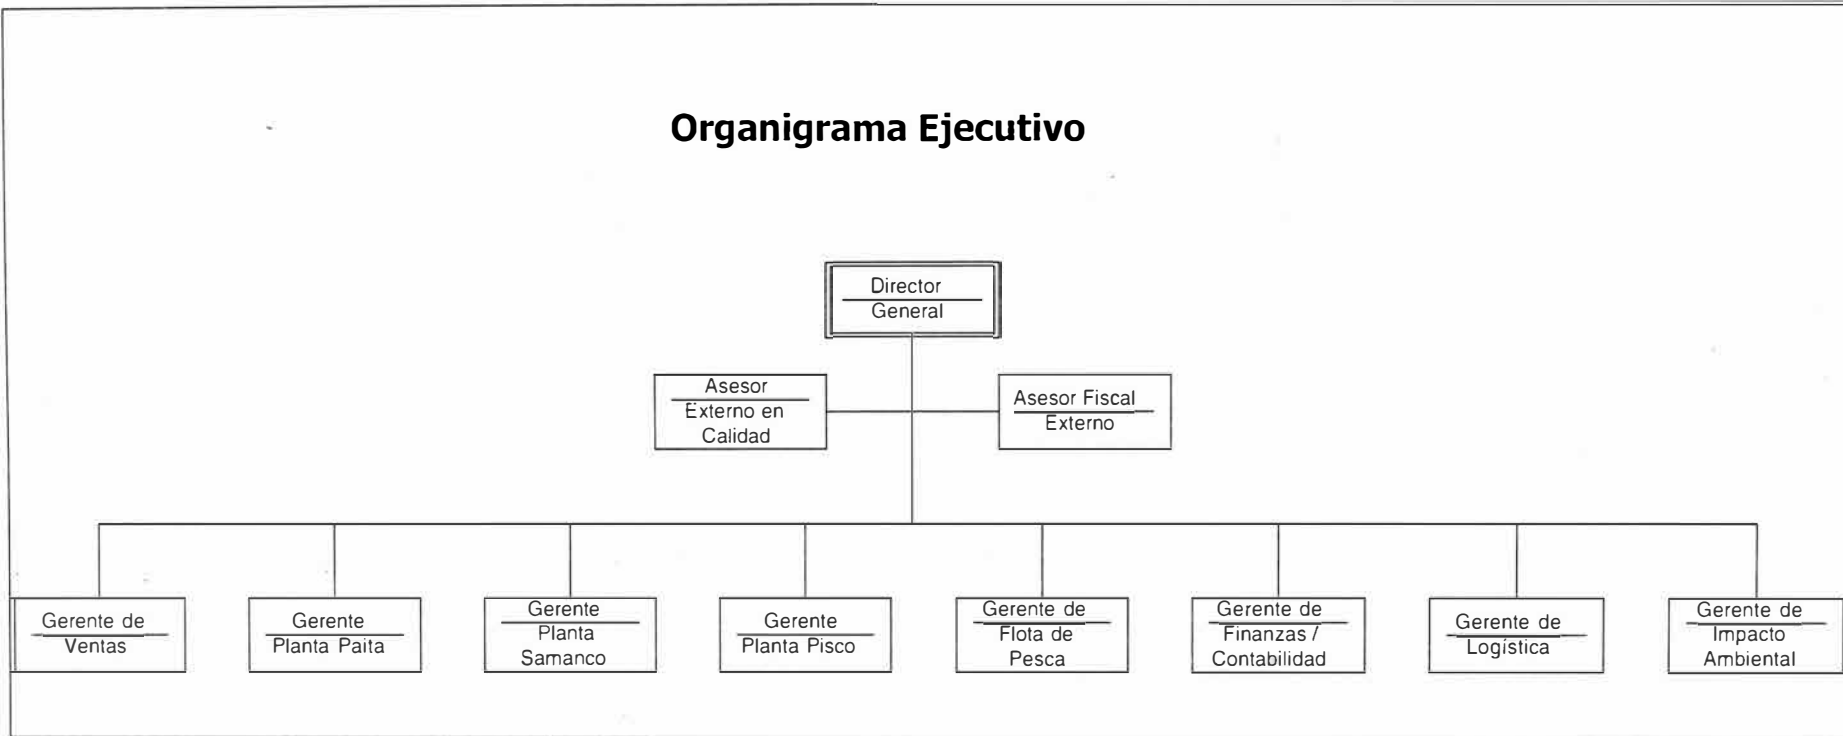 Organigrama Ejecutivo
Director
General
Asesor
Externo en
Calidad
Asesor Fiscal
Externo
Gerente de
Ventas
Gerente
Planta Paita
Gerente
Planta
Samanco
Gerente
Planta Pisco
Gerente de
Flota de
Pesca
Gerente de
Finanzas /
Contabilidad
Gerente de
Logística
Gerente de
Impacto
Ambiental